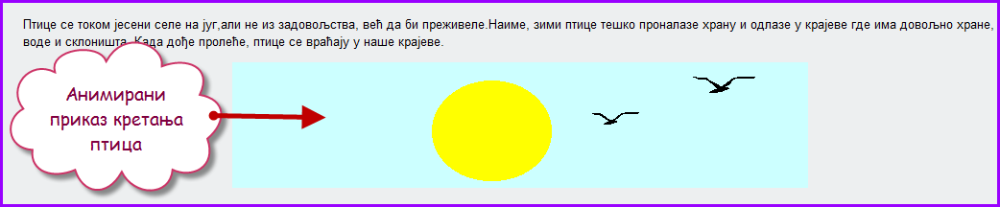 Птице се током јесени селе на југ,али не из задовољства, већ да би преживеле.Наиме, зими птице тешко проналазе храну и одлазе у крајеве где има довољно хране,
воде и склоништа. Када дође пролеће, птице се враћају у наше крајеве.
Анимирани
приказ кретања
птица